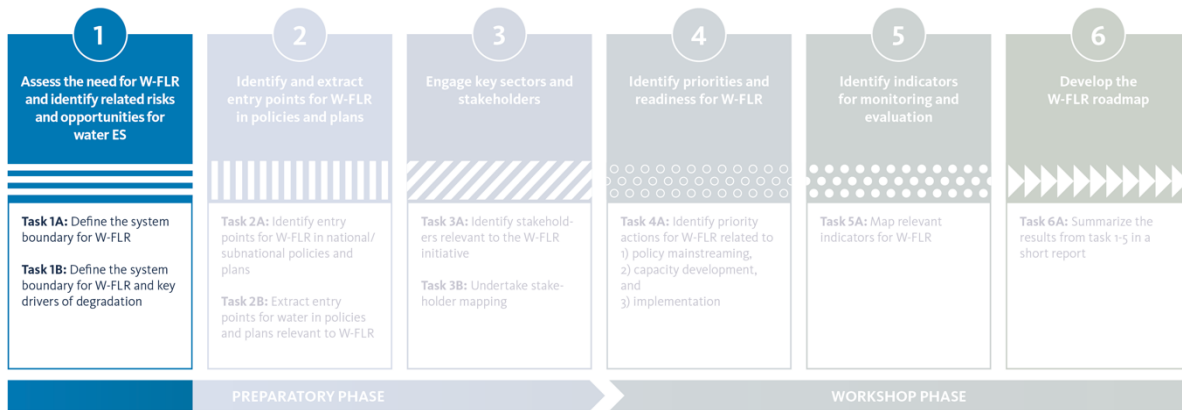 1
Assess the need for W-FLR
and identify related risks
and opportunities for
water ES
Task 1A: Define the system
boundary for W-FLR
Task 1B: Define the system
boundary for W-FLR and key
drivers of degradation
2
Identify and extract
entry points for W-FLR
in policies and plans
Task 2A: Identify entry
points for W-FLR in national/
subnational policies and
plans
Task 2B: Extract entry
points for water in policies
and plans relevant to W-FLR
3
Engage key sectors and
stakeholders
Task 3A: Identify stakehold-
ers relevant to the W-FLR
initiative
Task 3B: Undertake stake-
holder mapping
4
Identify priorities and
readiness for W-FLR
Task 4A: Identify priority
actions for W-FLR related to
1) policy mainstreaming,
2) capacity development,
and
3) implementation
5
Identify indicators
for monitoring and
evaluation
Task 5A: Map relevant
indicators for W-FLR
6
Develop the
W-FLR roadmap
Task 6A: Summarize the
results from task 1-5 in a
short report
PREPARATORY PHASE
WORKSHOP PHASE